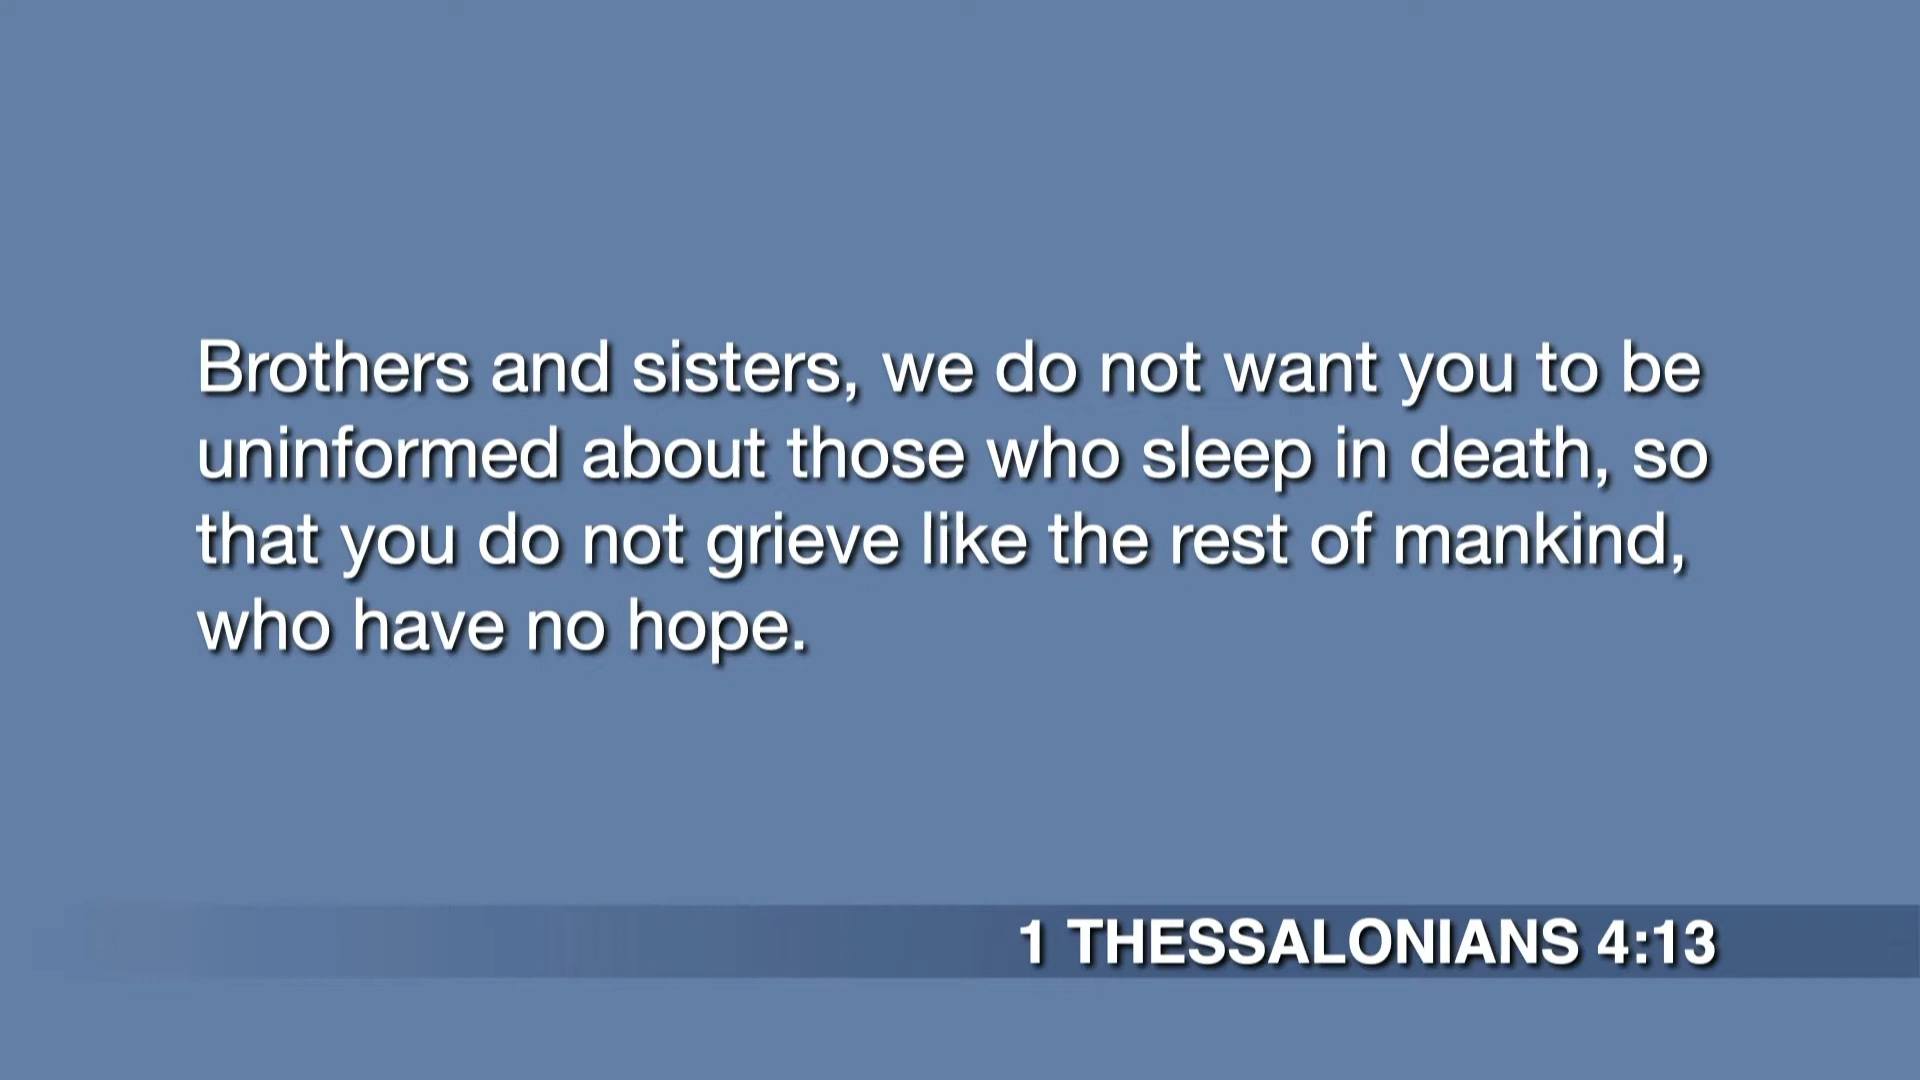 Brothers and sisters, we do not want you to be
uninformed about those who sleep in death, so
that you do not grieve like the rest of mankind,
who have no hope.
1 THESSALONIANS 4:13